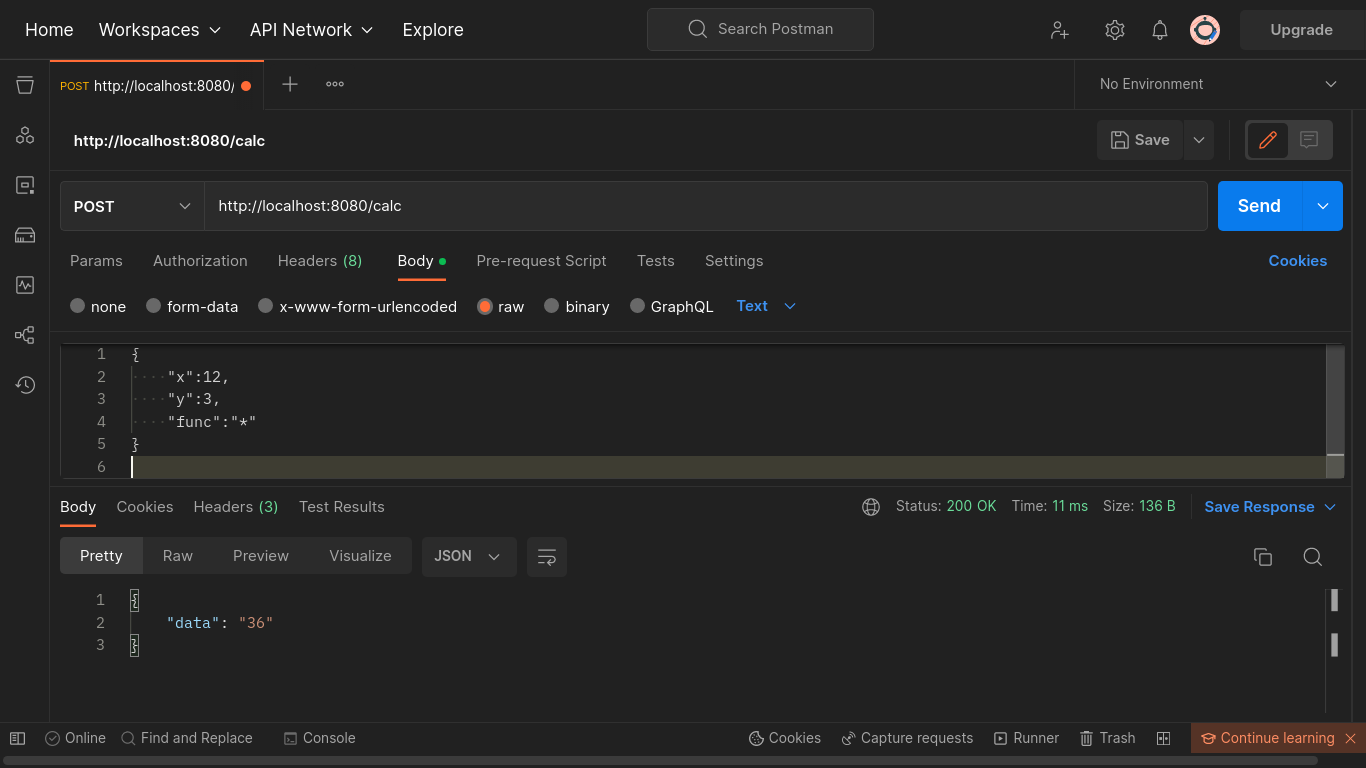 Home Workspaces API Network Explore Search Postman Upgrade
POST http://localhost:8080/ No Environment
http://localhost:8080/calc Save
POST http://localhost:8080/calc Send
Params Authorization Headers (8) Body Pre-request Script Tests Settings Cookies
none form-data x-www-form-urlencoded raw binary GraphQL Text
1 {
2 ····"x":12,
3 ····"y":3,
4 ····"func":"*"
5 }
6
Body Cookies Headers (3) Test Results Status: 200 OK Time: 11 ms Size: 136 B Save Response
Pretty Raw Preview Visualize JSON
1 {
2 "data": "36"
3 }
Online Find and Replace Console Cookies Capture requests Runner Trash Continue learning